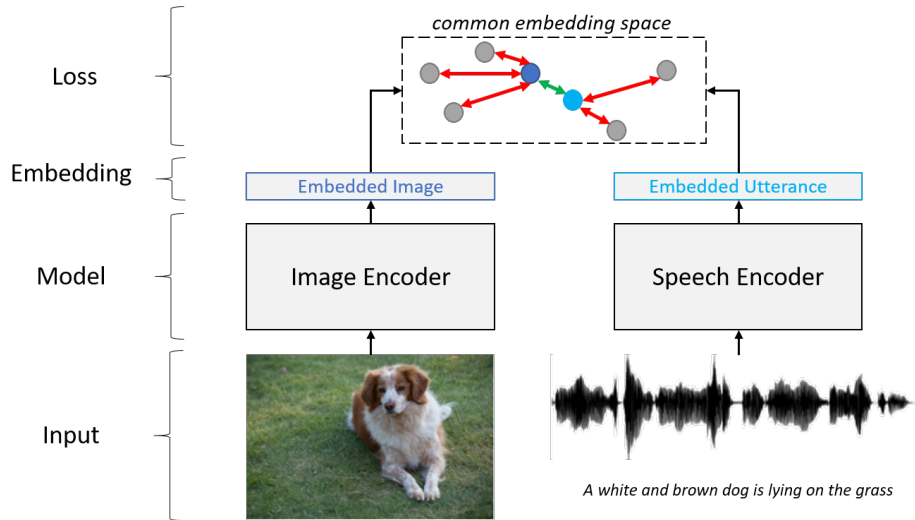 common embedding space
Loss
Embedding
Embedded Image
Embedded Utterance
Model
Image Encoder
Speech Encoder
Input
A white and brown dog is lying on the grass